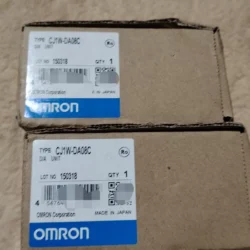 TYPE CJ1W-DA08C
D/A UNIT
LOT NO. 150318 QTY 1
OMRON Corporation
OMRON
TYPE CJ1W-DA08C
D/A UNIT
LOT NO. 150318 QTY 1
OMRON Corporation MADE IN JAPAN
OMRON